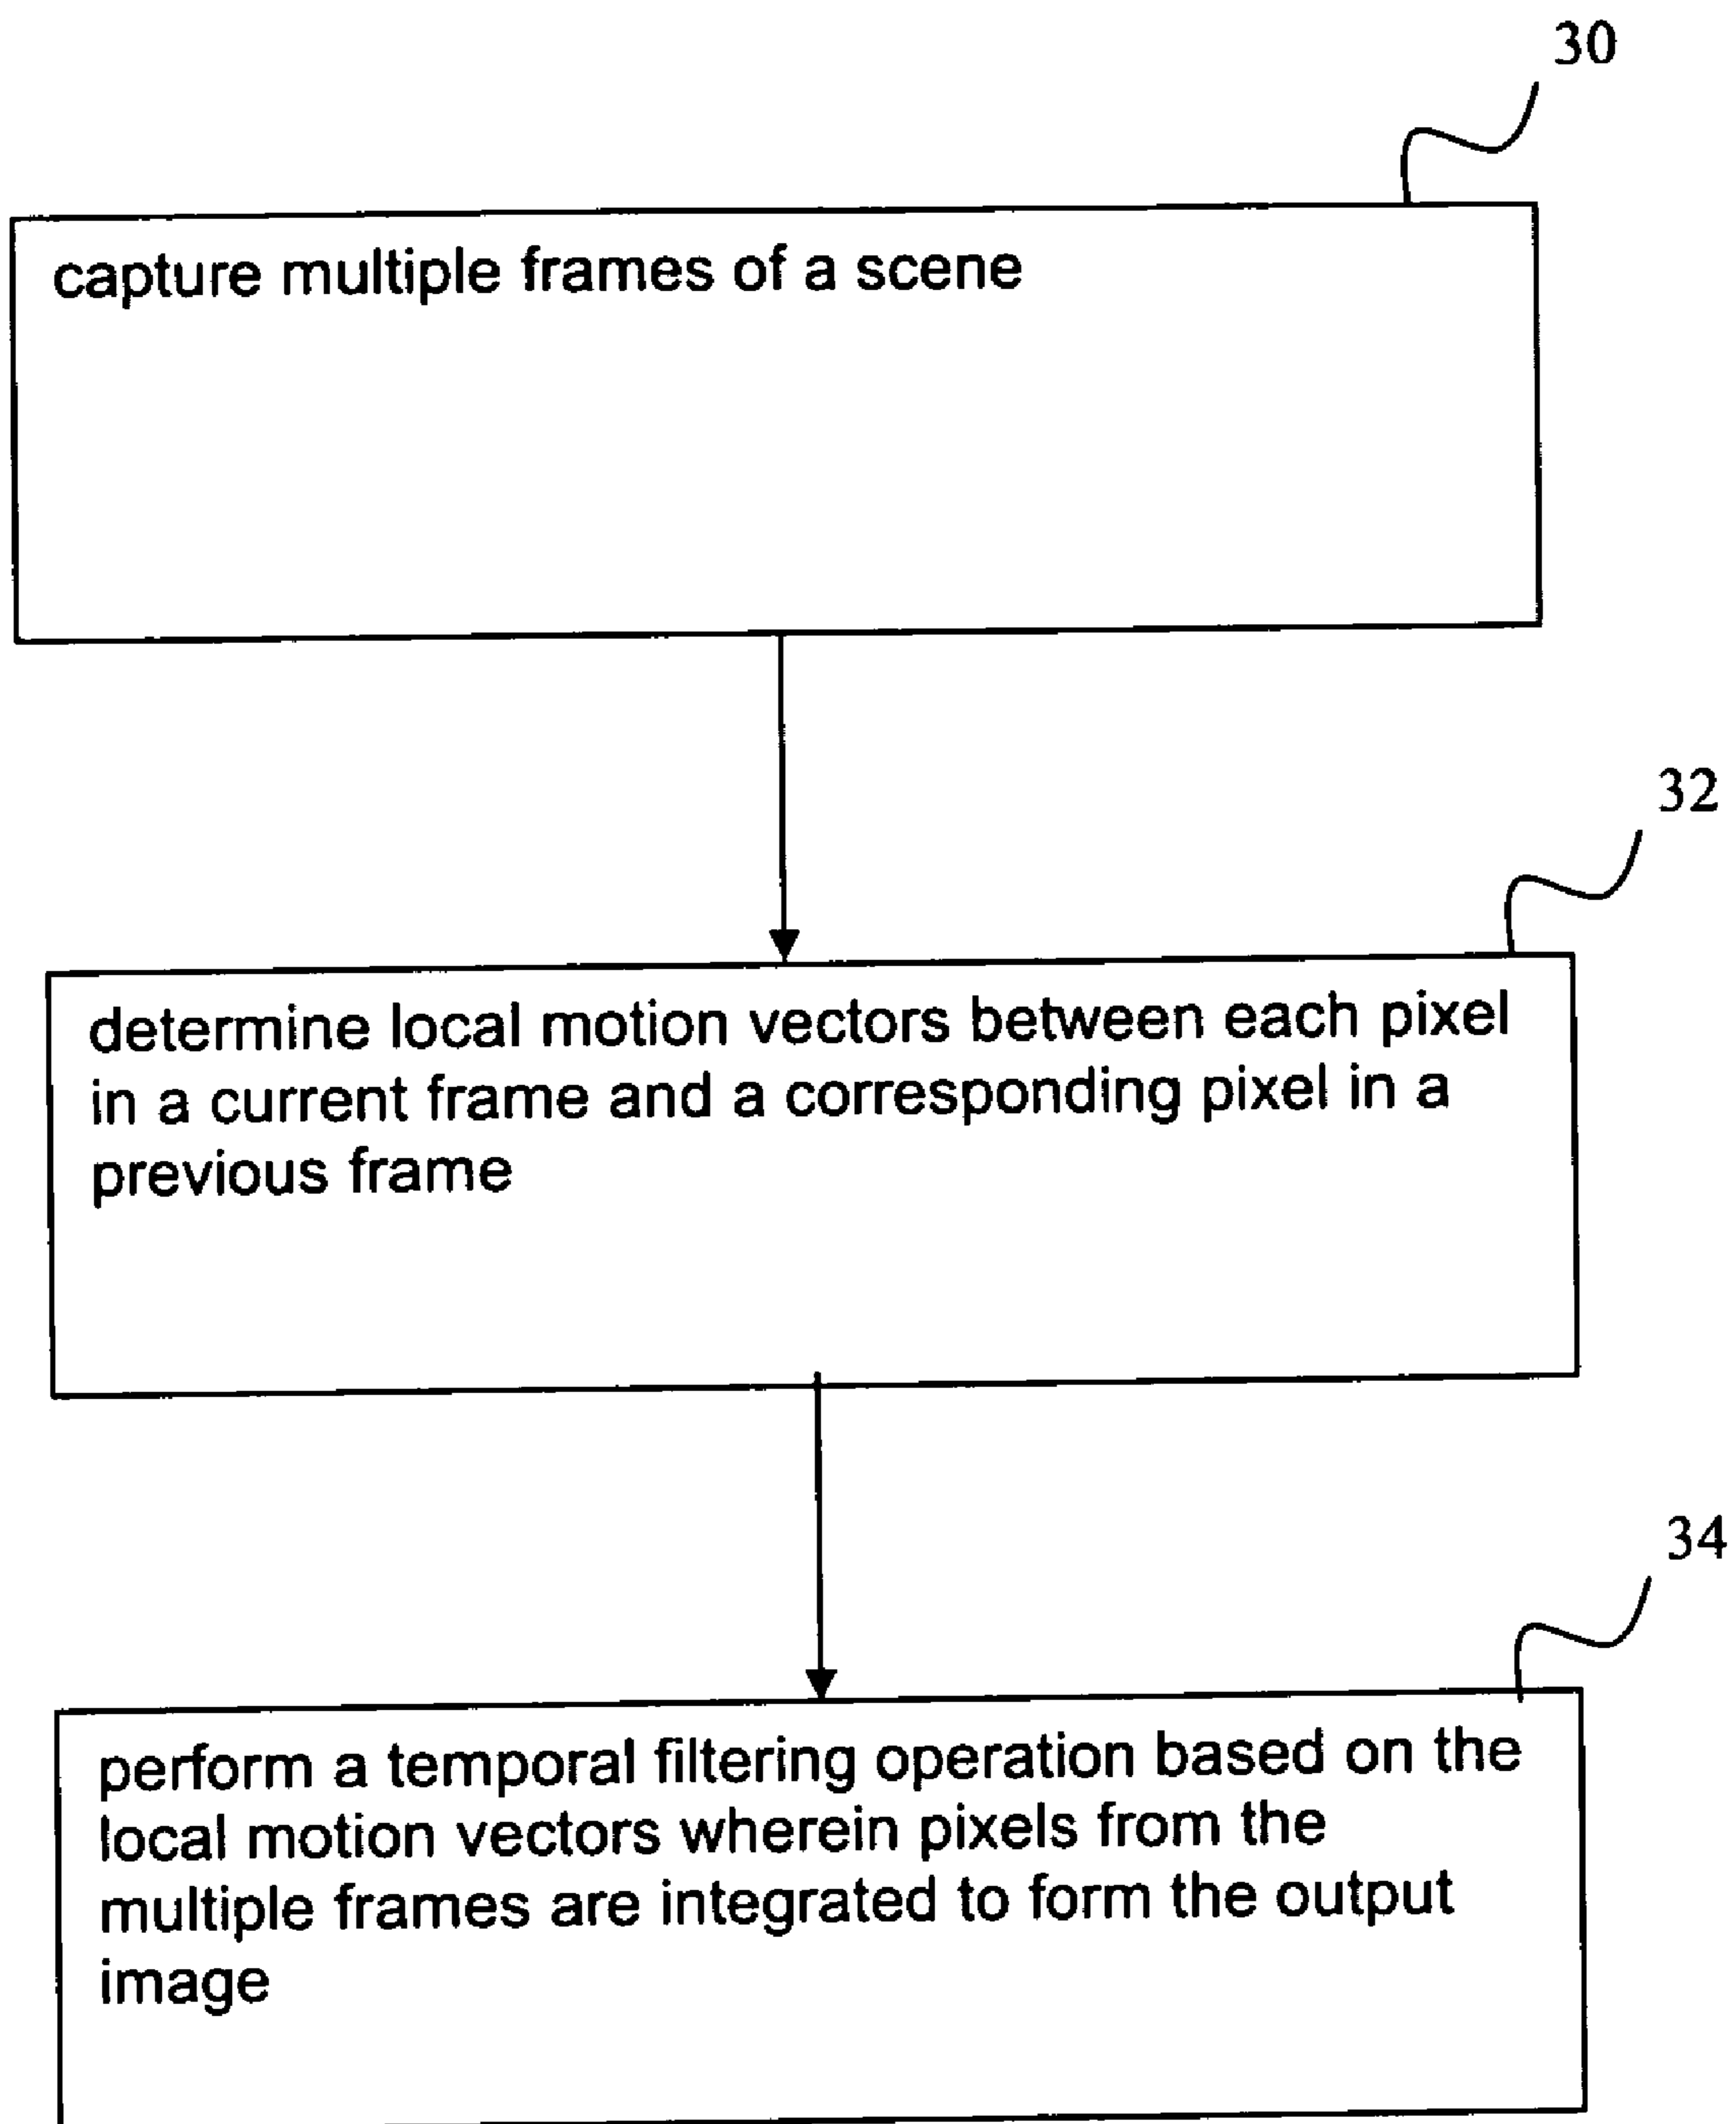 30
capture multiple frames of a scene
32
determine local motion vectors between each pixel
in a current frame and a corresponding pixel in a
previous frame
34
perform a temporal filtering operation based on the
local motion vectors wherein pixels from the
multiple frames are integrated to form the output
image